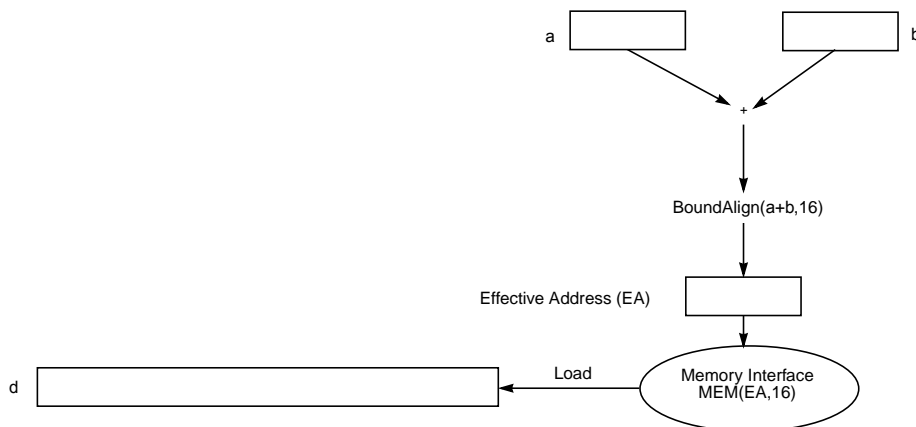 a
b
+
BoundAlign(a+b,16)
Effective Address (EA)
d
Load
Memory Interface
MEM(EA,16)